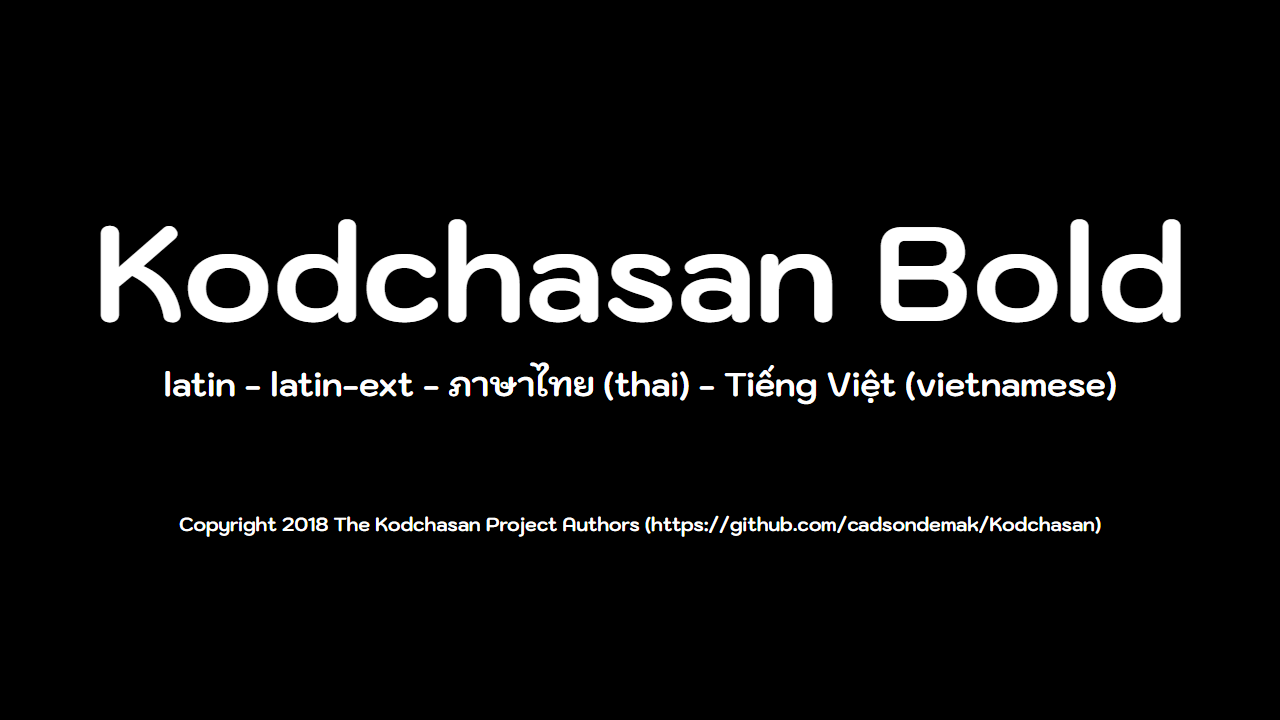 Kodchasan Bold
latin - latin-ext - ภาษาไทย (thai) - Tiếng Việt (vietnamese)
Copyright 2018 The Kodchasan Project Authors (https://github.com/cadsondemak/Kodchasan)